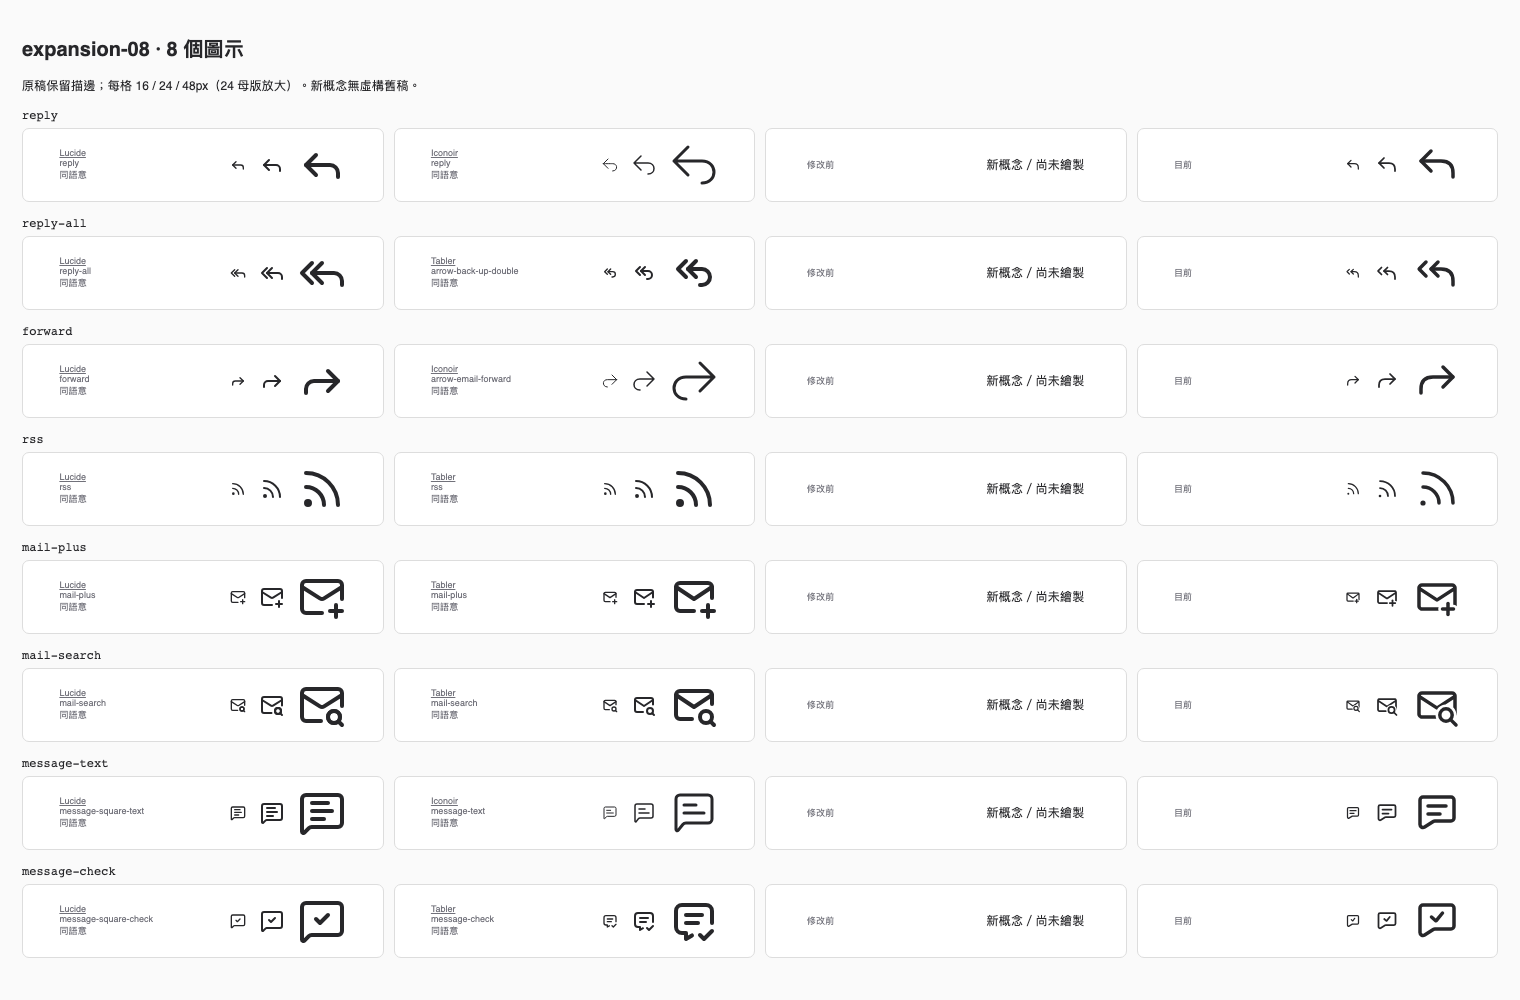 expansion-08 · 8 個圖示
原稿保留描邊；每格 16 / 24 / 48px（24 母版放大）。新概念無虛構舊稿。
reply
Lucide
reply
同語意
Iconoir
reply
同語意
修改前
新概念 / 尚未繪製
目前
reply-all
Lucide
reply-all
同語意
Tabler
arrow-back-up-double
同語意
修改前
新概念 / 尚未繪製
目前
forward
Lucide
forward
同語意
Iconoir
arrow-email-forward
同語意
修改前
新概念 / 尚未繪製
目前
rss
Lucide
rss
同語意
Tabler
rss
同語意
修改前
新概念 / 尚未繪製
目前
mail-plus
Lucide
mail-plus
同語意
Tabler
mail-plus
同語意
修改前
新概念 / 尚未繪製
目前
mail-search
Lucide
mail-search
同語意
Tabler
mail-search
同語意
修改前
新概念 / 尚未繪製
目前
message-text
Lucide
message-square-text
同語意
Iconoir
message-text
同語意
修改前
新概念 / 尚未繪製
目前
message-check
Lucide
message-square-check
同語意
Tabler
message-check
同語意
修改前
新概念 / 尚未繪製
目前